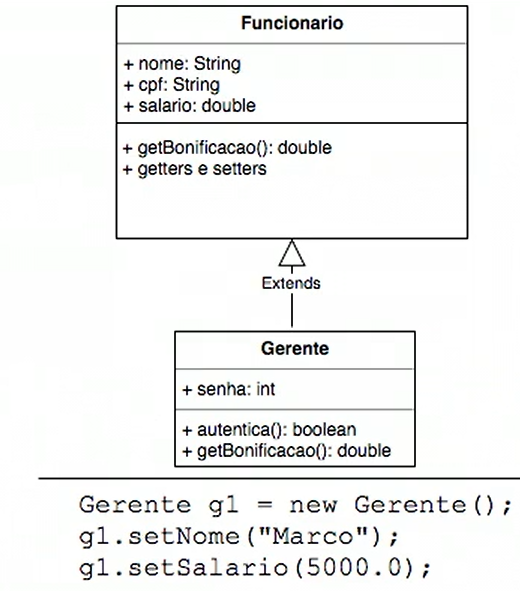 Funcionario
+ nome: String
+ cpf: String
+ salario: double
+ getBonificacao(): double
+ getters e setters
Extends
Gerente
+ senha: int
+ autentica(): boolean
+ getBonificacao(): double
Gerente g1 = new Gerente();
g1.setNome("Marco");
g1.setSalario(5000.0);